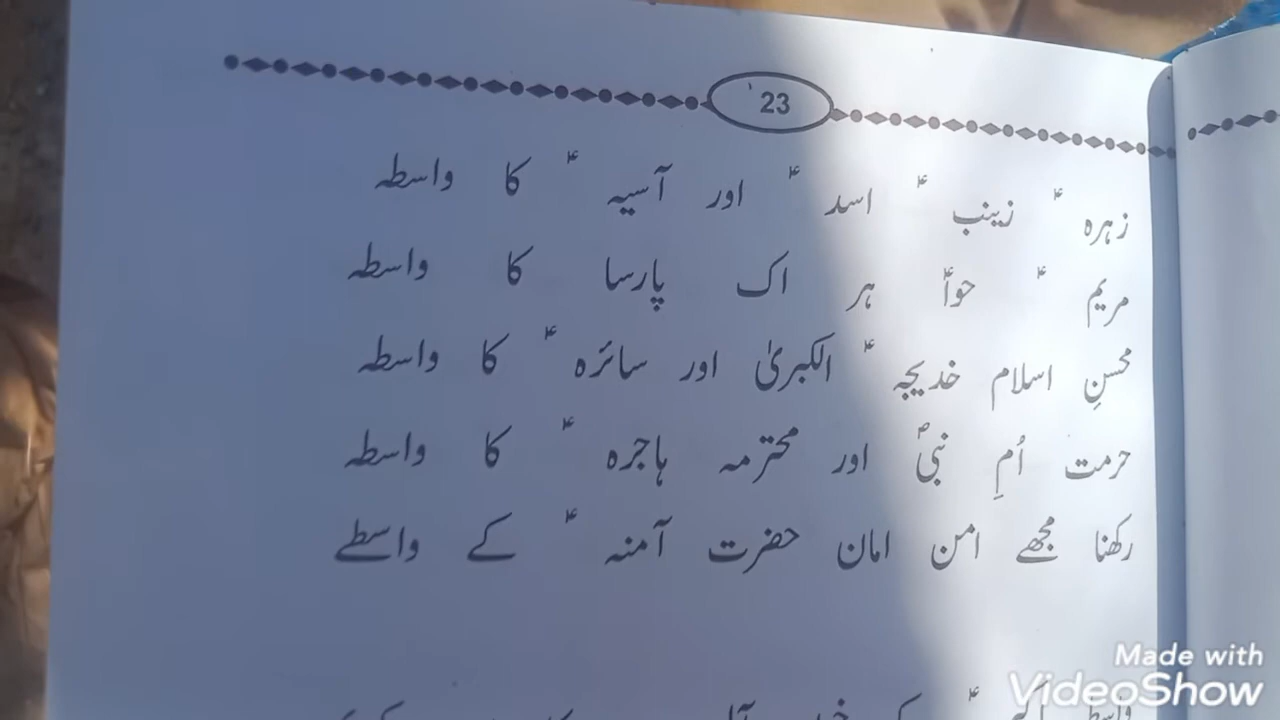 23
زہرہ ؑ زینب ؑ اسد ؑ اور آسیہ ؑ کا واسطہ
مریم ؑ حواؑ ہر اک پارسا کا واسطہ
محسنِ اسلام خدیجہ ؑ الکبریٰ اور سائرہ ؑ کا واسطہ
حرمت اُمِ نبیؐ اور محترمہ ہاجرہ ؑ کا واسطہ
رکھنا مجھے امن امان حضرت آمنہ ؑ کے واسطے
Made with
VideoShow